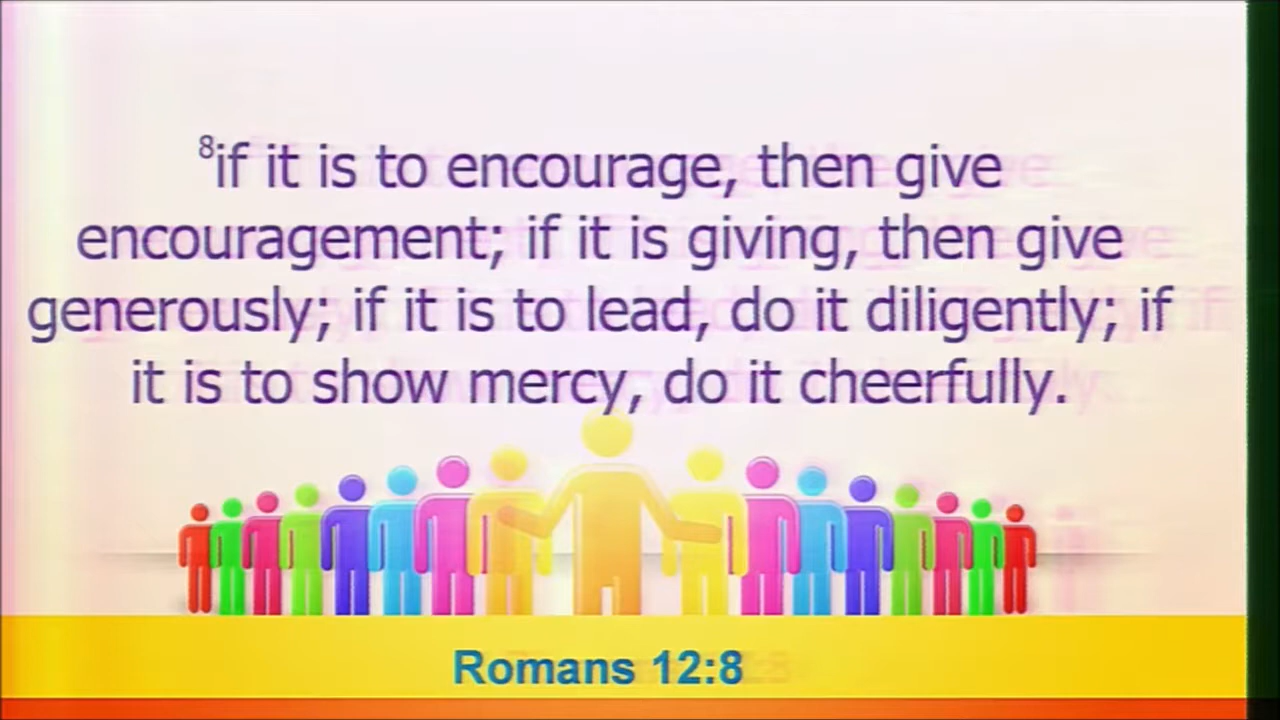 8if it is to encourage, then give
encouragement; if it is giving, then give
generously; if it is to lead, do it diligently; if
it is to show mercy, do it cheerfully.
Romans 12:8